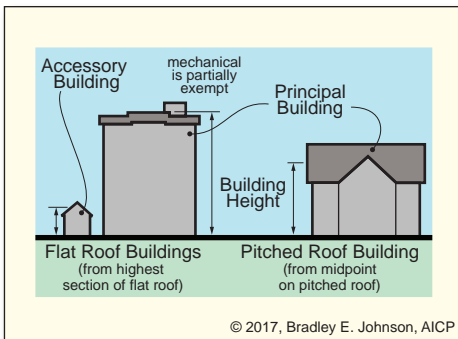 Accessory
Building
mechanical
is partially
exempt
Principal
Building
Building
Height
Flat Roof Buildings
(from highest
section of flat roof)
Pitched Roof Building
(from midpoint
on pitched roof)
© 2017, Bradley E. Johnson, AICP